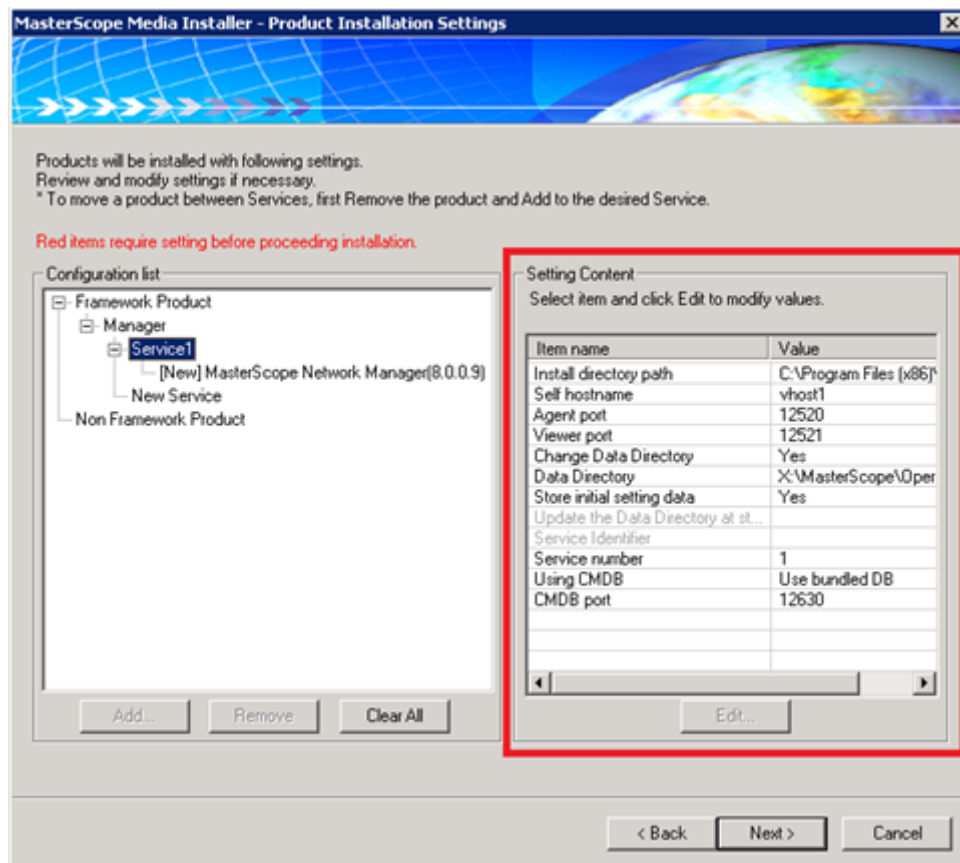 MasterScope Media Installer - Product Installation Settings
Products will be installed with following settings.
Review and modify settings if necessary.
* To move a product between Services, first Remove the product and Add to the desired Service.
Red items require setting before proceeding installation.
Configuration list
Framework Product
Manager
Service1
[New] MasterScope Network Manager(8.0.0.9)
New Service
Non Framework Product
Add...
Remove
Clear All
Setting Content
Select item and click Edit to modify values.
Item name Value
Install directory path C:\Program Files (x86)\
Self hostname vhost1
Agent port 12520
Viewer port 12521
Change Data Directory Yes
Data Directory X:\MasterScope\Oper
Store initial setting data Yes
Update the Data Directory at st...
Service Identifier
Service number 1
Using CMDB Use bundled DB
CMDB port 12630
Edit...
< Back
Next >
Cancel